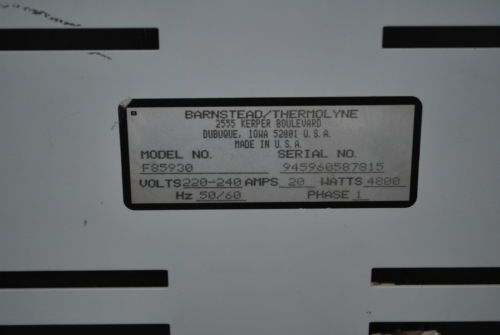 BARNSTEAD/THERMOLYNE
2555 KERPER BOULEVARD
DUBUQUE, IOWA 52001 U.S.A.
MADE IN U.S.A.
MODEL NO. SERIAL NO.
F85930 945960587815
VOLTS 220-240 AMPS 20 WATTS 4800
Hz 50/60 PHASE 1